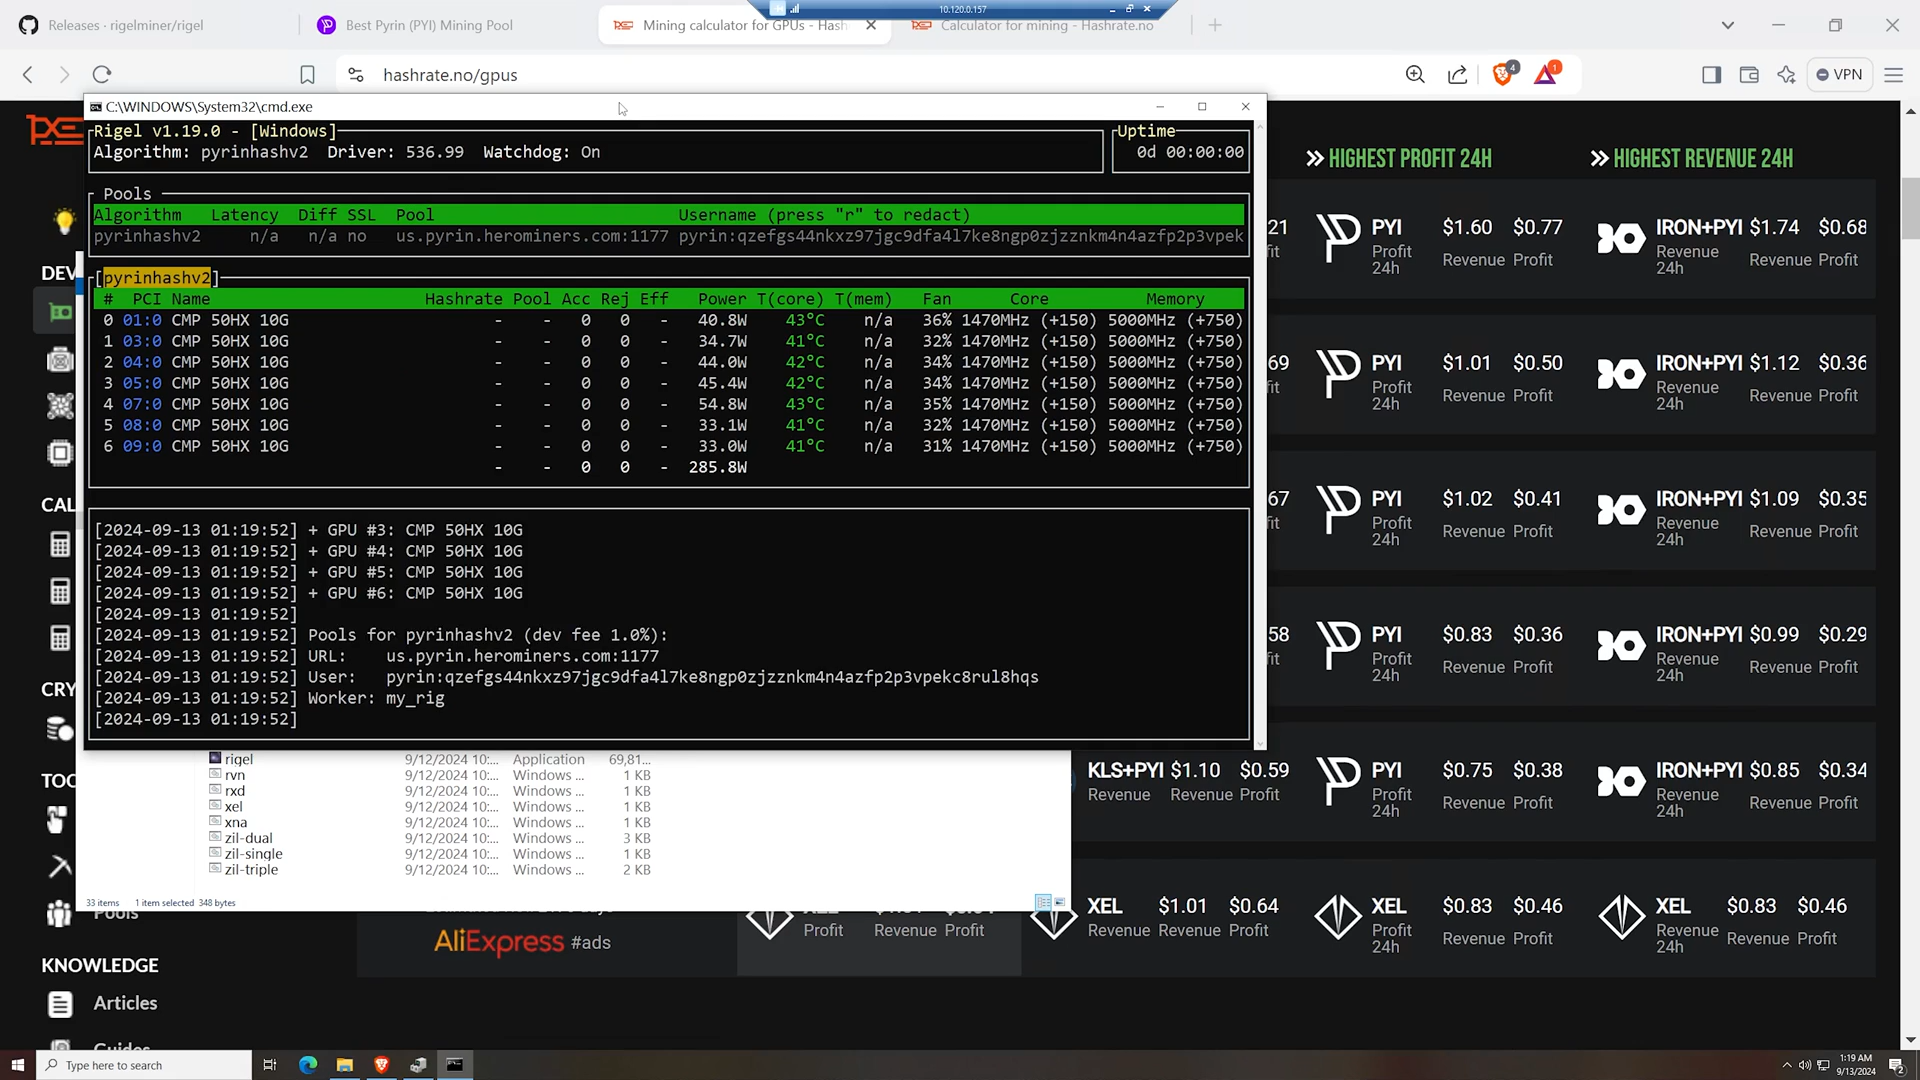 10.120.0.157
Releases · rigelminer/rigel
Best Pyrin (PYI) Mining Pool
Mining calculator for GPUs - Hash
Calculator for mining - Hashrate.no
hashrate.no/gpus
4
1
VPN
C:\WINDOWS\System32\cmd.exe
Rigel v1.19.0 - [Windows]
Uptime
Algorithm: pyrinhashv2 Driver: 536.99 Watchdog: On
0d 00:00:00
Pools
Algorithm Latency Diff SSL Pool Username (press "r" to redact)
pyrinhashv2 n/a n/a no us.pyrin.herominers.com:1177 pyrin:qzefgs44nkxz97jgc9dfa4l7ke8ngp0zjzznkm4n4azfp2p3vpek
[pyrinhashv2]
# PCI Name Hashrate Pool Acc Rej Eff Power T(core) T(mem) Fan Core Memory
0 01:0 CMP 50HX 10G - - 0 0 - 40.8W 43°C n/a 36% 1470MHz (+150) 5000MHz (+750)
1 03:0 CMP 50HX 10G - - 0 0 - 34.7W 41°C n/a 32% 1470MHz (+150) 5000MHz (+750)
2 04:0 CMP 50HX 10G - - 0 0 - 44.0W 42°C n/a 34% 1470MHz (+150) 5000MHz (+750)
3 05:0 CMP 50HX 10G - - 0 0 - 45.4W 42°C n/a 34% 1470MHz (+150) 5000MHz (+750)
4 07:0 CMP 50HX 10G - - 0 0 - 54.8W 43°C n/a 35% 1470MHz (+150) 5000MHz (+750)
5 08:0 CMP 50HX 10G - - 0 0 - 33.1W 41°C n/a 32% 1470MHz (+150) 5000MHz (+750)
6 09:0 CMP 50HX 10G - - 0 0 - 33.0W 41°C n/a 31% 1470MHz (+150) 5000MHz (+750)
- - 0 0 - 285.8W
[2024-09-13 01:19:52] + GPU #3: CMP 50HX 10G
[2024-09-13 01:19:52] + GPU #4: CMP 50HX 10G
[2024-09-13 01:19:52] + GPU #5: CMP 50HX 10G
[2024-09-13 01:19:52] + GPU #6: CMP 50HX 10G
[2024-09-13 01:19:52]
[2024-09-13 01:19:52] Pools for pyrinhashv2 (dev fee 1.0%):
[2024-09-13 01:19:52] URL: us.pyrin.herominers.com:1177
[2024-09-13 01:19:52] User: pyrin:qzefgs44nkxz97jgc9dfa4l7ke8ngp0zjzznkm4n4azfp2p3vpekc8rul8hqs
[2024-09-13 01:19:52] Worker: my_rig
[2024-09-13 01:19:52]
HIGHEST PROFIT 24H
HIGHEST REVENUE 24H
21 PYI $1.60 $0.77 IRON+PYI $1.74 $0.68
fit Profit Revenue Profit Revenue Revenue Profit
24h 24h
69 PYI $1.01 $0.50 IRON+PYI $1.12 $0.36
fit Profit Revenue Profit Revenue Revenue Profit
24h 24h
67 PYI $1.02 $0.41 IRON+PYI $1.09 $0.35
fit Profit Revenue Profit Revenue Revenue Profit
24h 24h
58 PYI $0.83 $0.36 IRON+PYI $0.99 $0.29
fit Profit Revenue Profit Revenue Revenue Profit
24h 24h
KLS+PYI $1.10 $0.59 PYI $0.75 $0.38 IRON+PYI $0.85 $0.34
Revenue Revenue Profit Profit Revenue Profit Revenue Revenue Profit
24h 24h
XEL $1.01 $0.64 PYI XEL $0.83 $0.46 XEL $0.83 $0.46
Profit Revenue Profit Revenue Revenue Profit Profit Revenue Profit Revenue Revenue Profit
24h 24h
DEV
CAL
CRY
TOO
Pools
KNOWLEDGE
Articles
Guides
rigel 9/12/2024 10:... Application 69,81...
rvn 9/12/2024 10:... Windows ... 1 KB
rxd 9/12/2024 10:... Windows ... 1 KB
xel 9/12/2024 10:... Windows ... 1 KB
xna 9/12/2024 10:... Windows ... 1 KB
zil-dual 9/12/2024 10:... Windows ... 3 KB
zil-single 9/12/2024 10:... Windows ... 1 KB
zil-triple 9/12/2024 10:... Windows ... 2 KB
33 items 1 item selected 348 bytes
AliExpress #ads
Type here to search
1:19 AM
9/13/2024
2